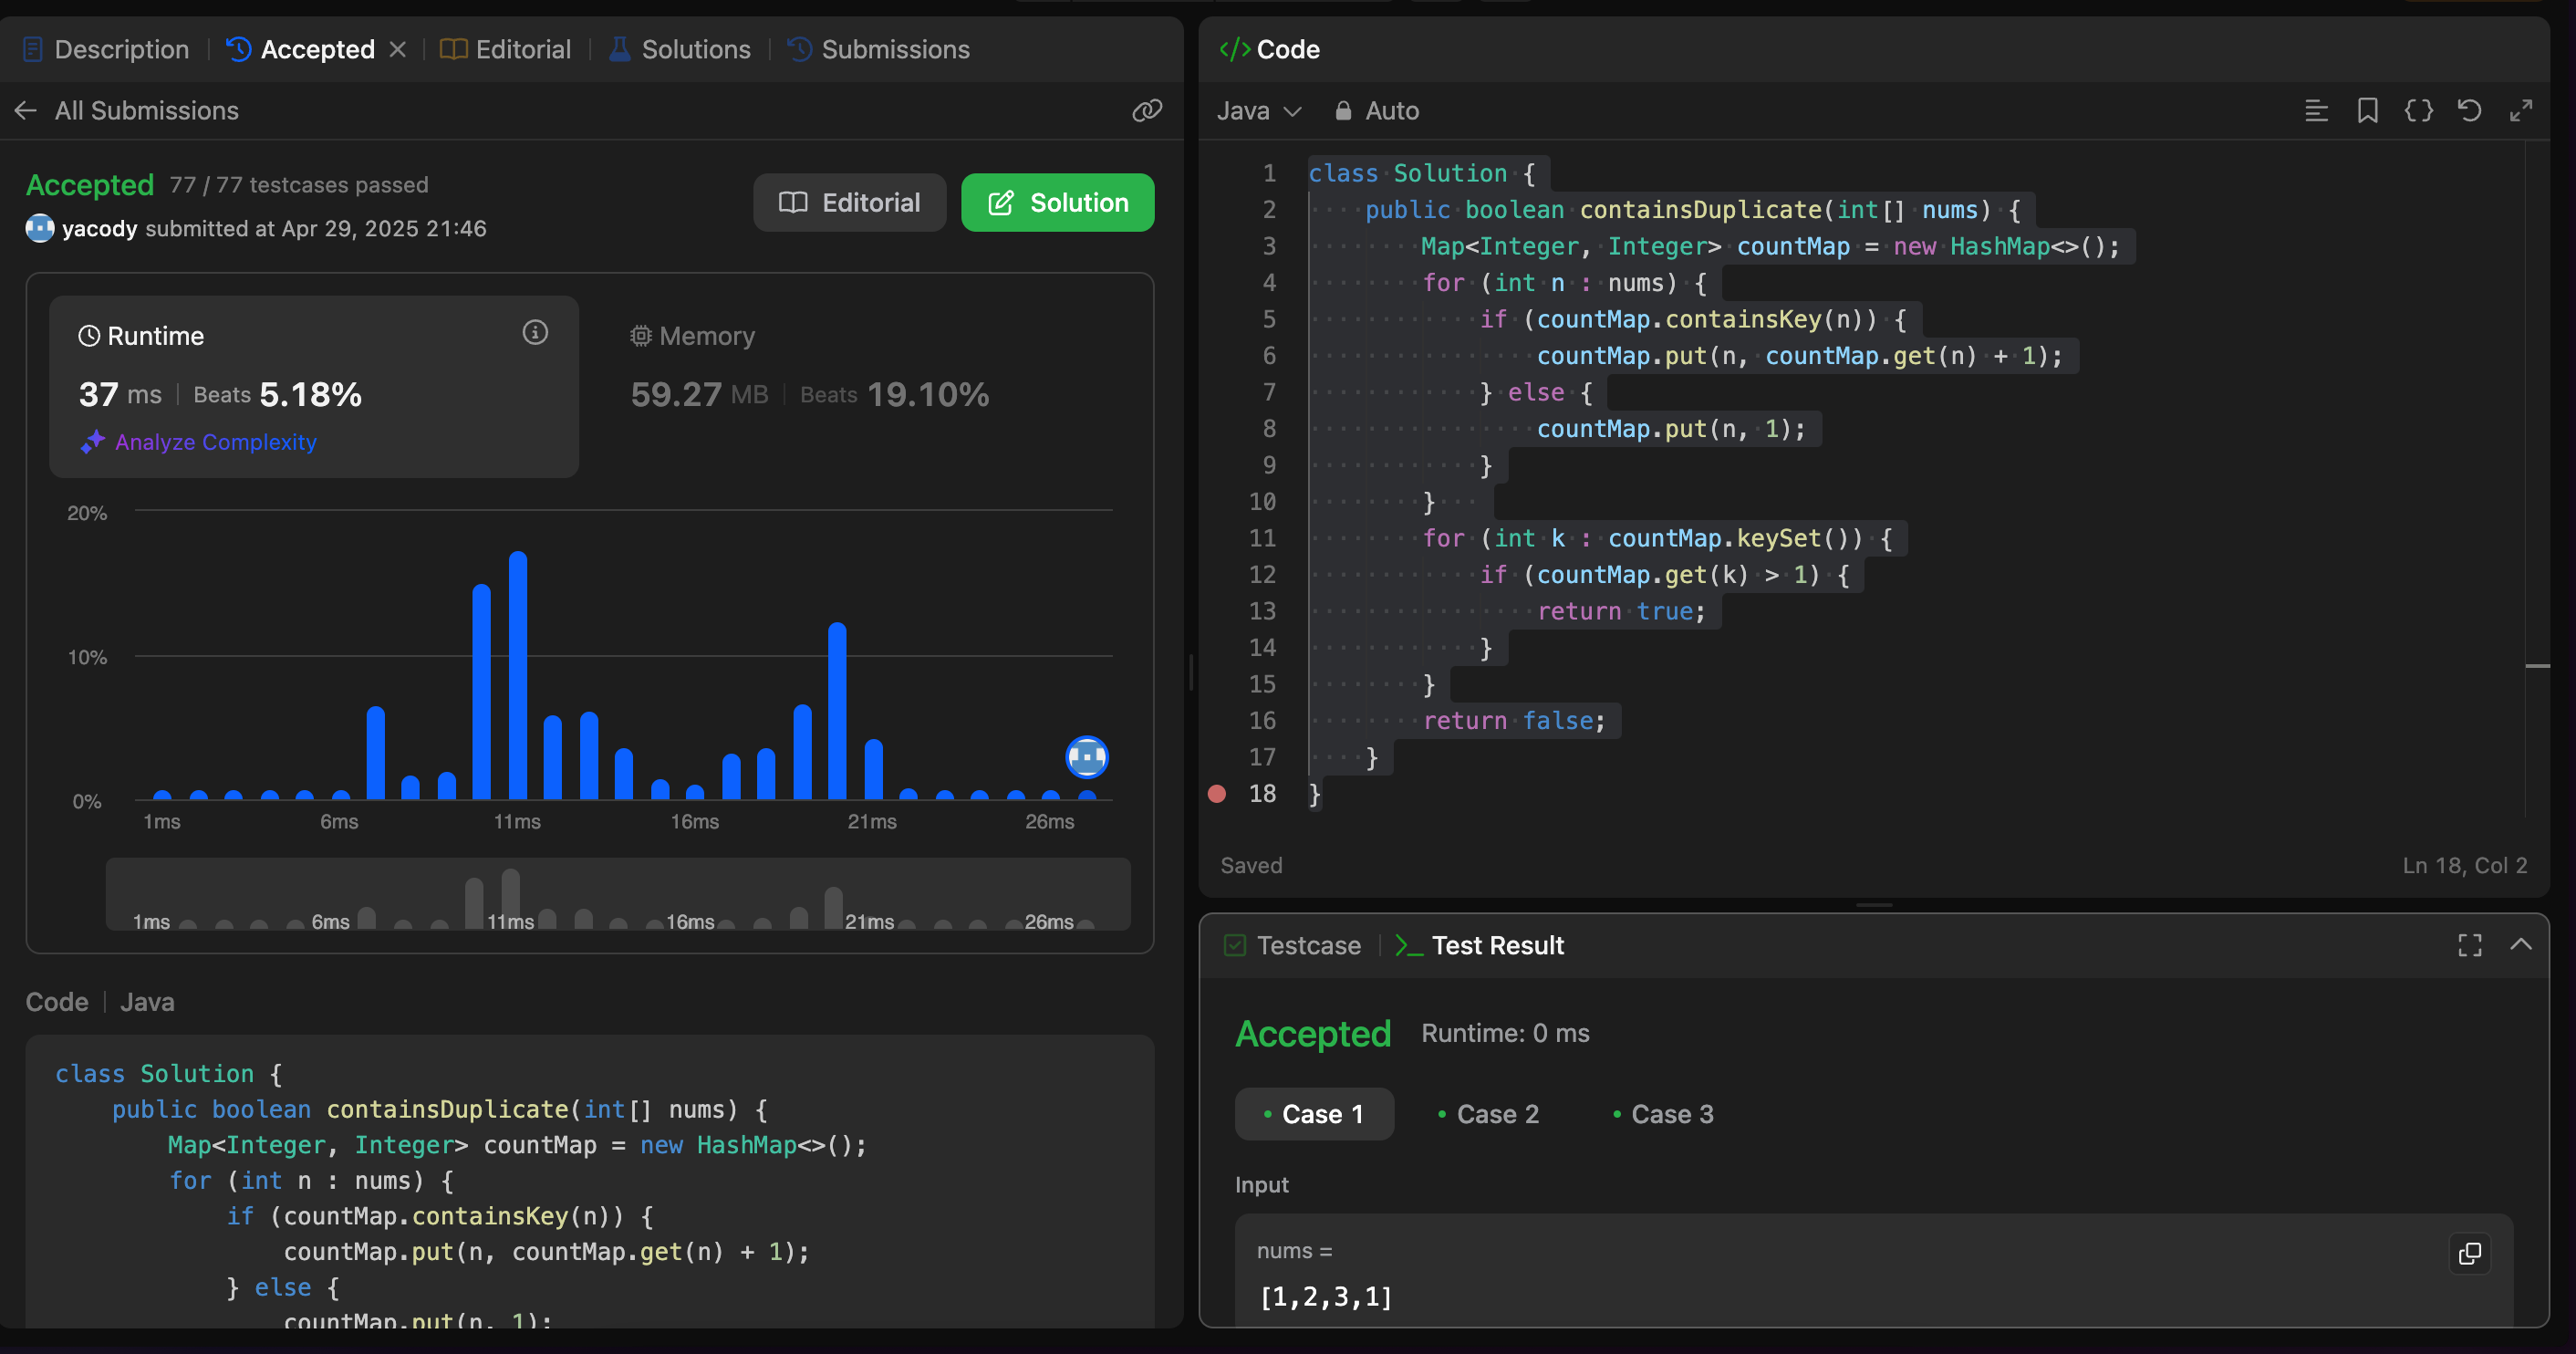 Description
Accepted
Editorial
Solutions
Submissions
All Submissions
Accepted 77 / 77 testcases passed
yacody submitted at Apr 29, 2025 21:46
Editorial
Solution
Runtime
37 ms | Beats 5.18%
Analyze Complexity
Memory
59.27 MB | Beats 19.10%
20%
10%
0%
1ms 6ms 11ms 16ms 21ms 26ms
1ms 6ms 11ms 16ms 21ms 26ms
Code | Java
class Solution {
    public boolean containsDuplicate(int[] nums) {
        Map<Integer, Integer> countMap = new HashMap<>();
        for (int n : nums) {
            if (countMap.containsKey(n)) {
                countMap.put(n, countMap.get(n) + 1);
            } else {
                countMap.put(n, 1);
</> Code
Java
Auto
1 class Solution {
2     public boolean containsDuplicate(int[] nums) {
3         Map<Integer, Integer> countMap = new HashMap<>();
4         for (int n : nums) {
5             if (countMap.containsKey(n)) {
6                 countMap.put(n, countMap.get(n) + 1);
7             } else {
8                 countMap.put(n, 1);
9             }
10         }
11         for (int k : countMap.keySet()) {
12             if (countMap.get(k) > 1) {
13                 return true;
14             }
15         }
16         return false;
17     }
18 }
Saved
Ln 18, Col 2
Testcase
Test Result
Accepted Runtime: 0 ms
Case 1
Case 2
Case 3
Input
nums =
[1,2,3,1]